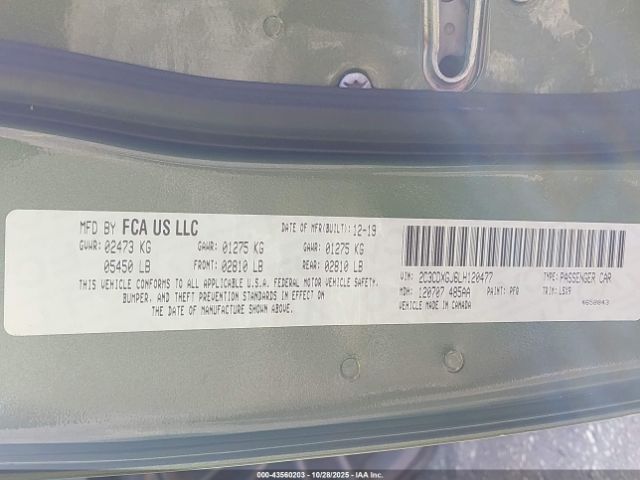 MFD BY FCA US LLC DATE OF MFR(BUILT): 12-19
GVWR: 02473 KG GAWR: 01275 KG GAWR: 01275 KG
05450 LB FRONT: 02810 LB REAR: 02810 LB
THIS VEHICLE CONFORMS TO ALL APPLICABLE U.S.A. FEDERAL MOTOR VEHICLE SAFETY,
BUMPER, AND THEFT PREVENTION STANDARDS IN EFFECT ON
THE DATE OF MANUFACTURE SHOWN ABOVE.
VIN: 2C3CDXGJ6LH120477 TYPE: PASSENGER CAR
MDH: 120707 485AA PAINT: PFQ TRIM: LSX9
VEHICLE MADE IN CANADA 4650043
000-43560203 | 10/28/2025 | Copart, IAA, Inc.